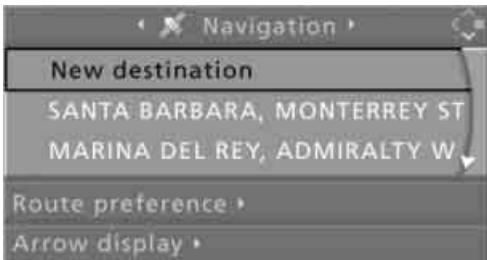 Navigation
New destination
SANTA BARBARA, MONTERREY ST
MARINA DEL REY, ADMIRALTY W
Route preference
Arrow display